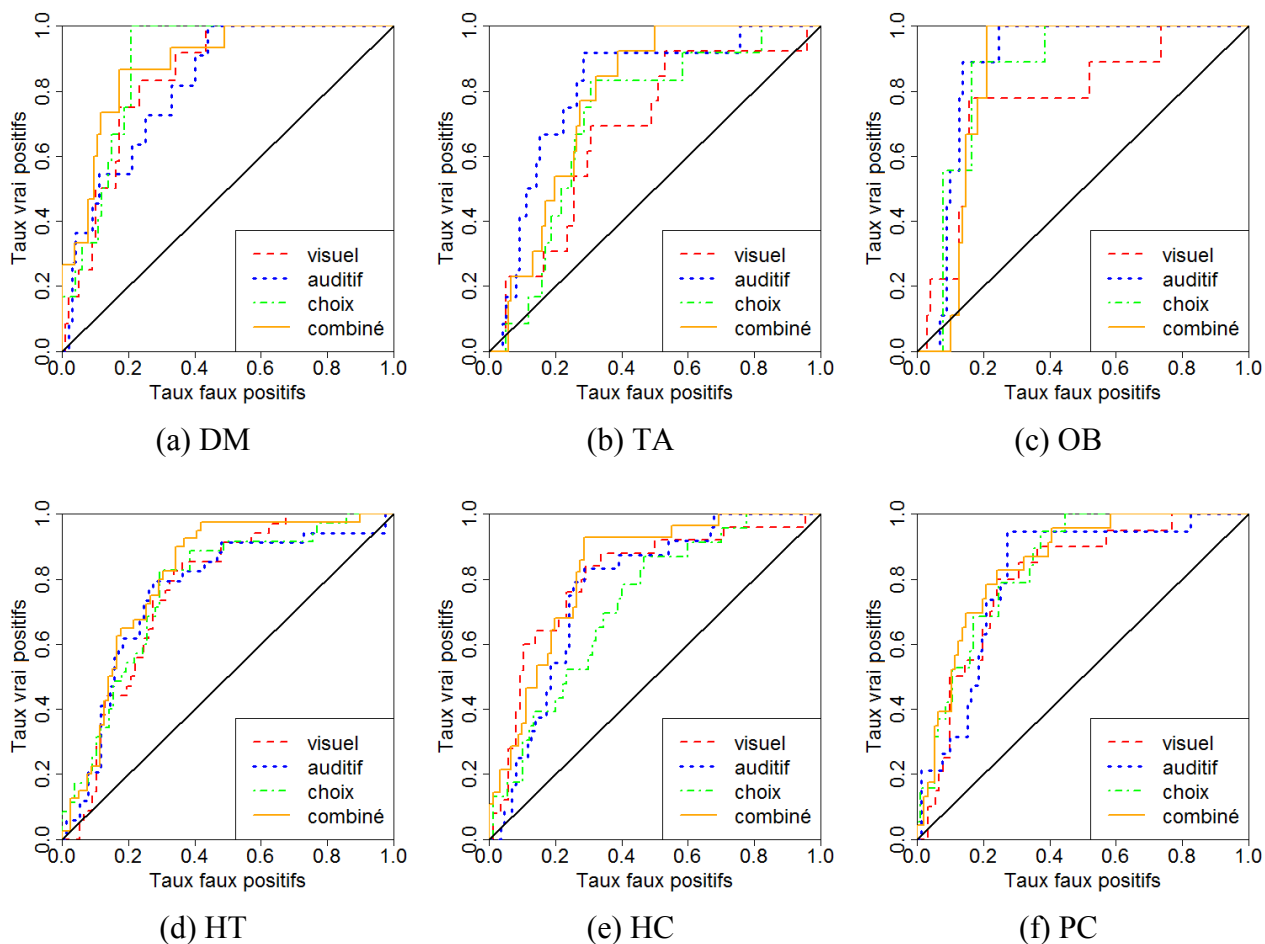 1.0
0.8
0.6
0.4
0.2
0.0
Taux vrai positifs
visuel
auditif
choix
combiné
0.0 0.2 0.4 0.6 0.8 1.0
Taux faux positifs
(a) DM
1.0
0.8
0.6
0.4
0.2
0.0
Taux vrai positifs
visuel
auditif
choix
combiné
0.0 0.2 0.4 0.6 0.8 1.0
Taux faux positifs
(b) TA
1.0
0.8
0.6
0.4
0.2
0.0
Taux vrai positifs
visuel
auditif
choix
combiné
0.0 0.2 0.4 0.6 0.8 1.0
Taux faux positifs
(c) OB
1.0
0.8
0.6
0.4
0.2
0.0
Taux vrai positifs
visuel
auditif
choix
combiné
0.0 0.2 0.4 0.6 0.8 1.0
Taux faux positifs
(d) HT
1.0
0.8
0.6
0.4
0.2
0.0
Taux vrai positifs
visuel
auditif
choix
combiné
0.0 0.2 0.4 0.6 0.8 1.0
Taux faux positifs
(e) HC
1.0
0.8
0.6
0.4
0.2
0.0
Taux vrai positifs
visuel
auditif
choix
combiné
0.0 0.2 0.4 0.6 0.8 1.0
Taux faux positifs
(f) PC